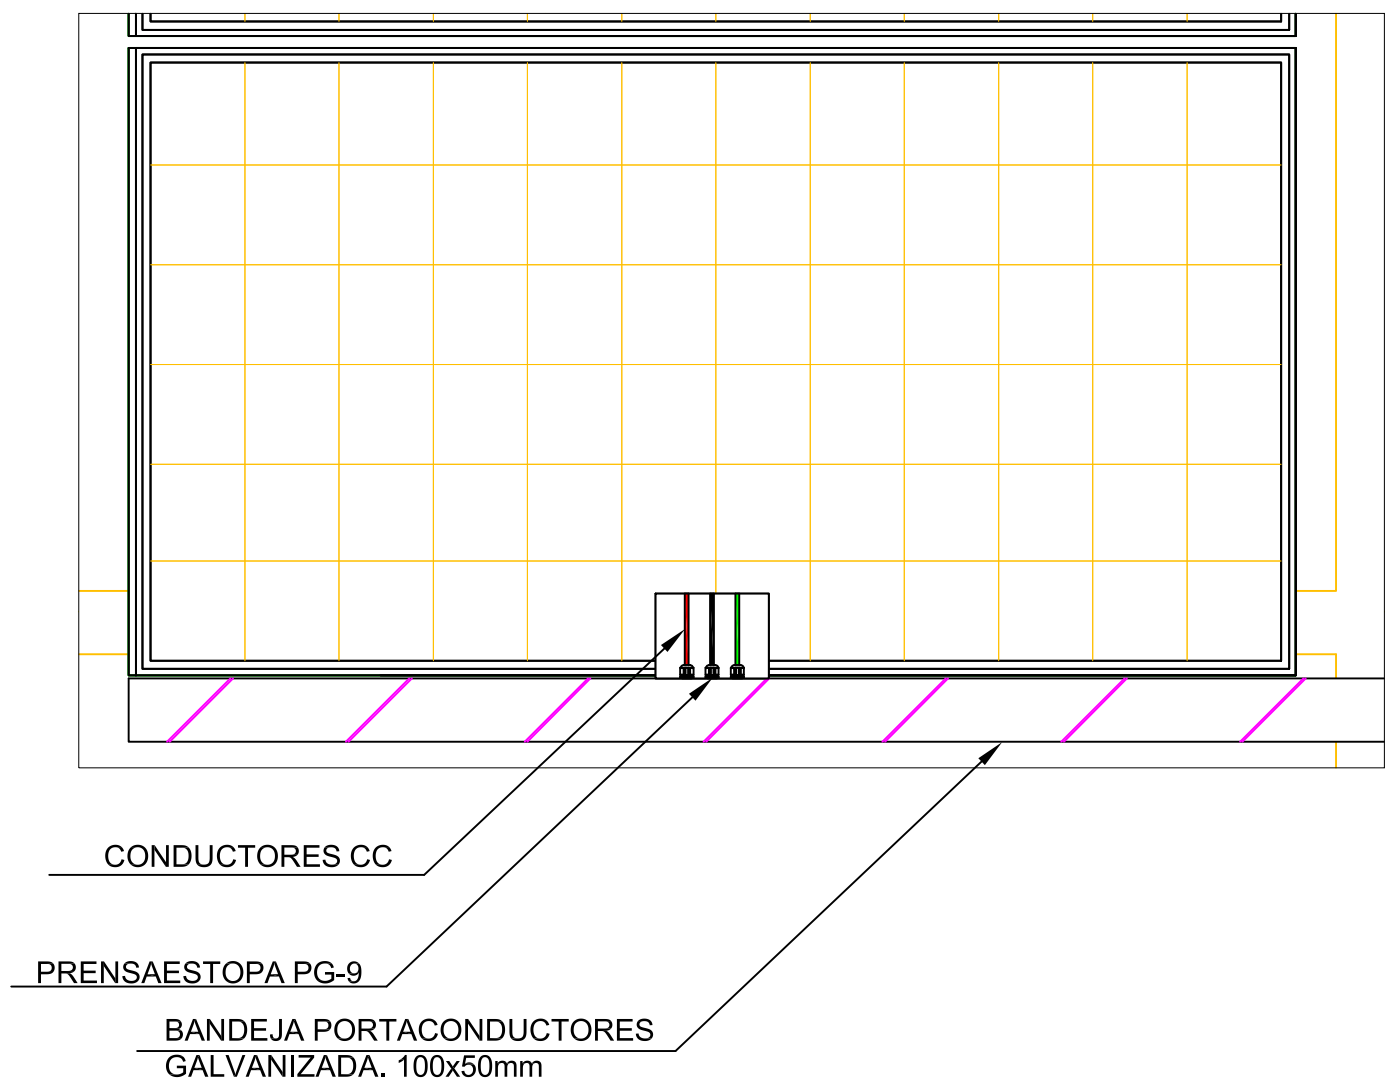 CONDUCTORES CC
PRENSAESTOPA PG-9
BANDEJA PORTACONDUCTORES
GALVANIZADA. 100x50mm